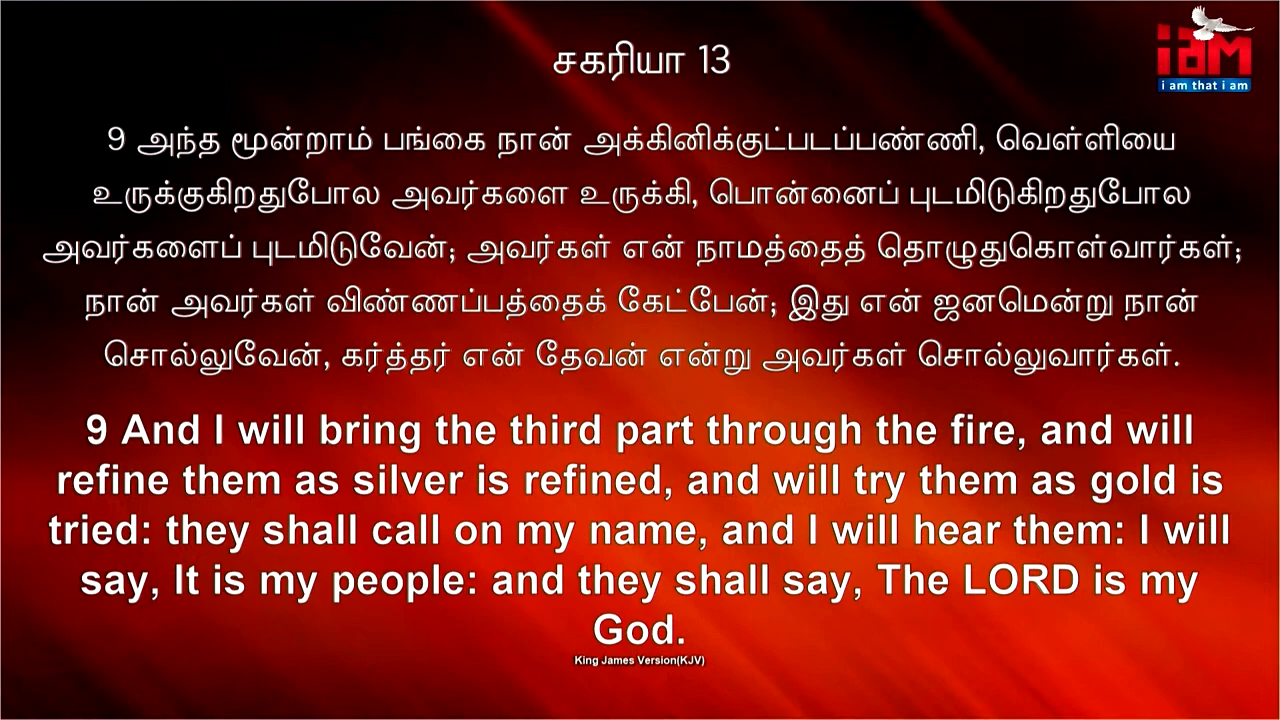 சகரியா 13
iam
i am that i am
9 அந்த மூன்றாம் பங்கை நான் அக்கினிக்குட்படப்பண்ணி, வெள்ளியை
உருக்குகிறதுபோல அவர்களை உருக்கி, பொன்னைப் புடமிடுகிறதுபோல
அவர்களைப் புடமிடுவேன்; அவர்கள் என் நாமத்தைத் தொழுதுகொள்வார்கள்;
நான் அவர்கள் விண்ணப்பத்தைக் கேட்பேன்; இது என் ஜனமென்று நான்
சொல்லுவேன், கர்த்தர் என் தேவன் என்று அவர்கள் சொல்லுவார்கள்.
9 And I will bring the third part through the fire, and will
refine them as silver is refined, and will try them as gold is
tried: they shall call on my name, and I will hear them: I will
say, It is my people: and they shall say, The LORD is my
God.
King James Version(KJV)